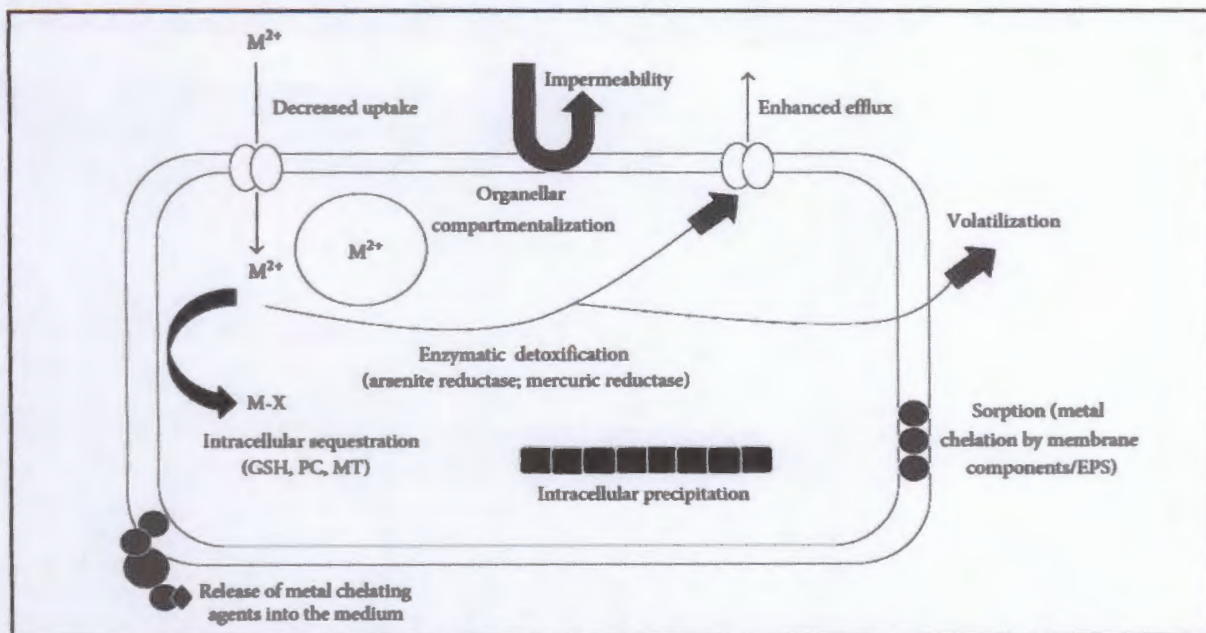 M2+
Impermeability
Decreased uptake
Enhanced efflux
Organellar
compartmentalization
Volatilization
M2+
M2+
Enzymatic detoxification
(arsenite reductase; mercuric reductase)
M-X
Intracellular sequestration
(GSH, PC, MT)
Sorption (metal
chelation by membrane
components/EPS)
Intracellular precipitation
Release of metal chelating
agents into the medium